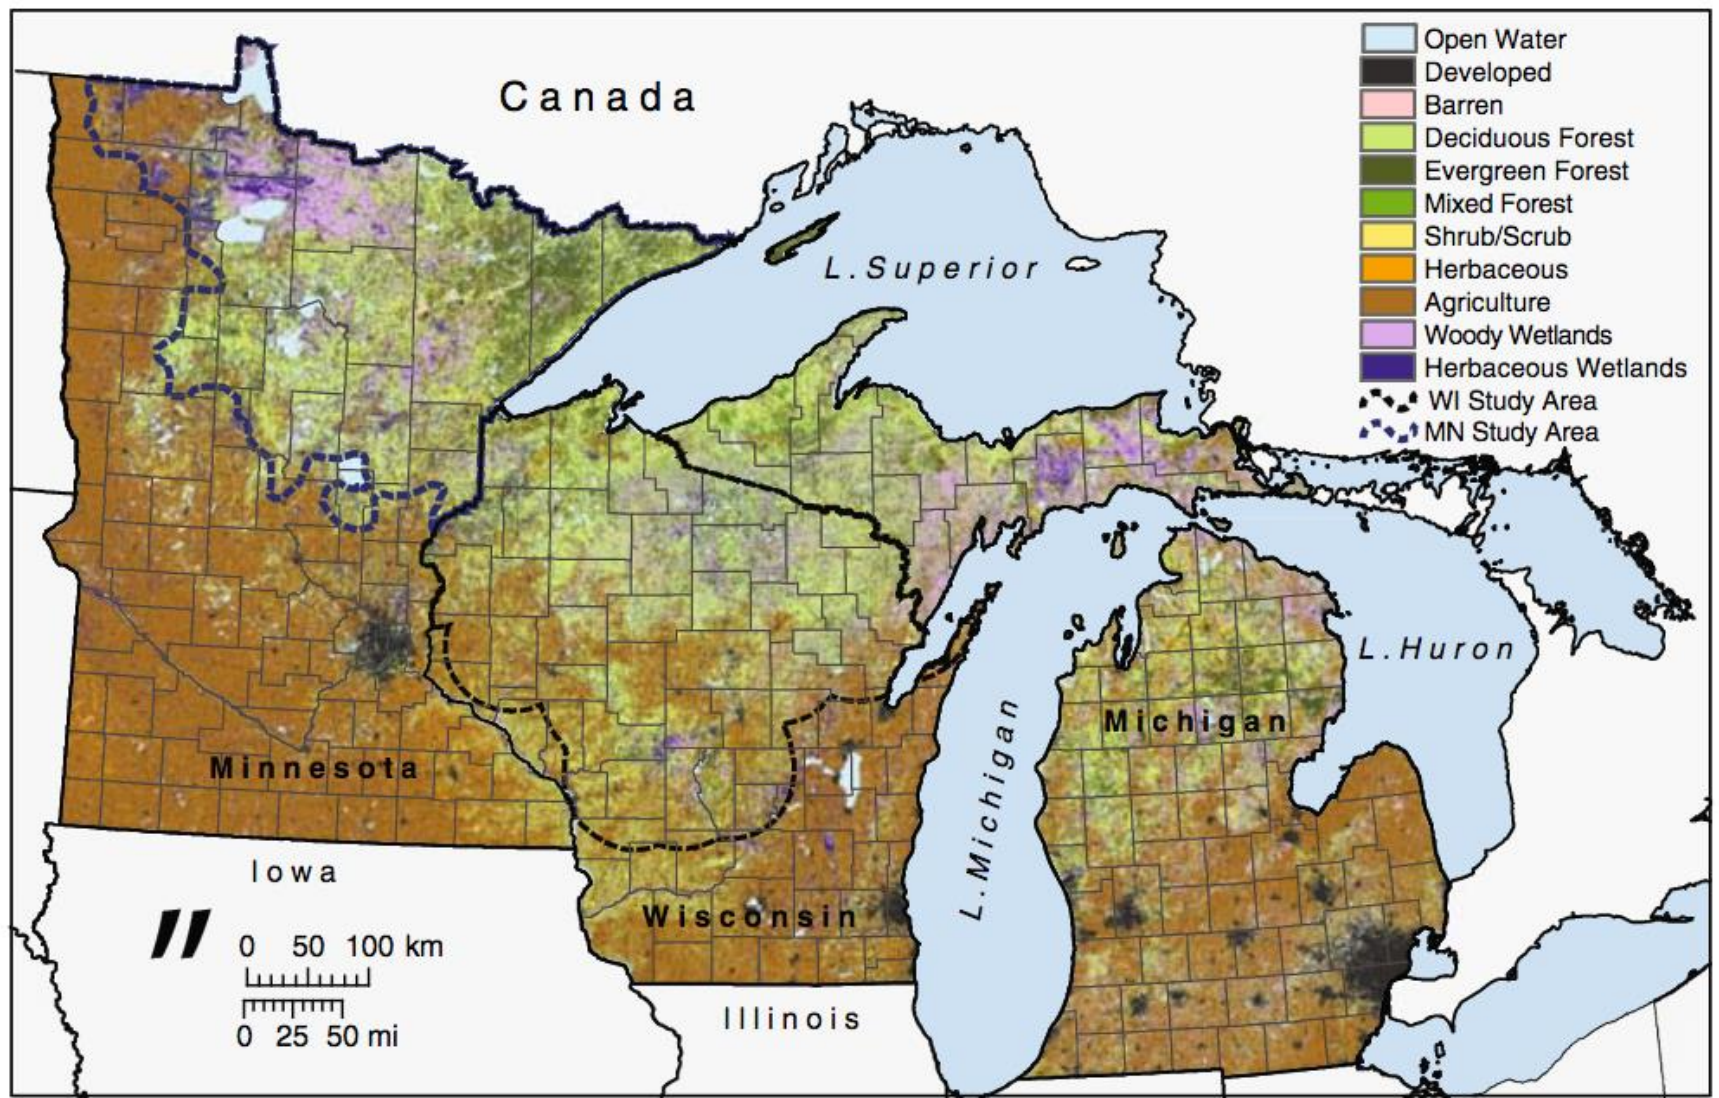 Canada
Open Water
Developed
Barren
Deciduous Forest
Evergreen Forest
Mixed Forest
Shrub/Scrub
Herbaceous
Agriculture
Woody Wetlands
Herbaceous Wetlands
WI Study Area
MN Study Area
L.Superior
L.Huron
L.Michigan
Michigan
Minnesota
Wisconsin
Iowa
Illinois
"
0 50 100 km
0 25 50 mi